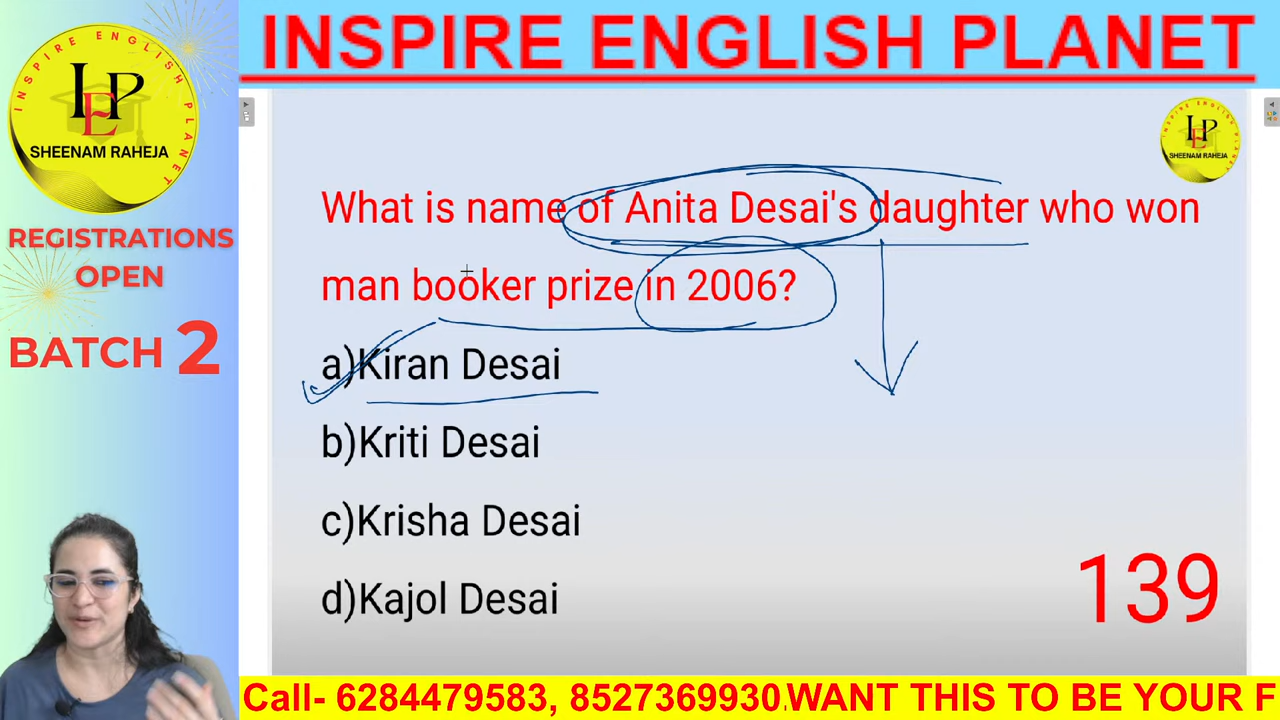 INSPIRE ENGLISH PLANET
INSPIRE ENGLISH PLANET
IEP
SHEENAM RAHEJA
REGISTRATIONS
OPEN
BATCH 2
IEP
SHEENAM RAHEJA
What is name of Anita Desai's daughter who won
man booker prize in 2006?
a)Kiran Desai
b)Kriti Desai
c)Krisha Desai
d)Kajol Desai
139
Call- 6284479583, 8527369930.WANT THIS TO BE YOUR F